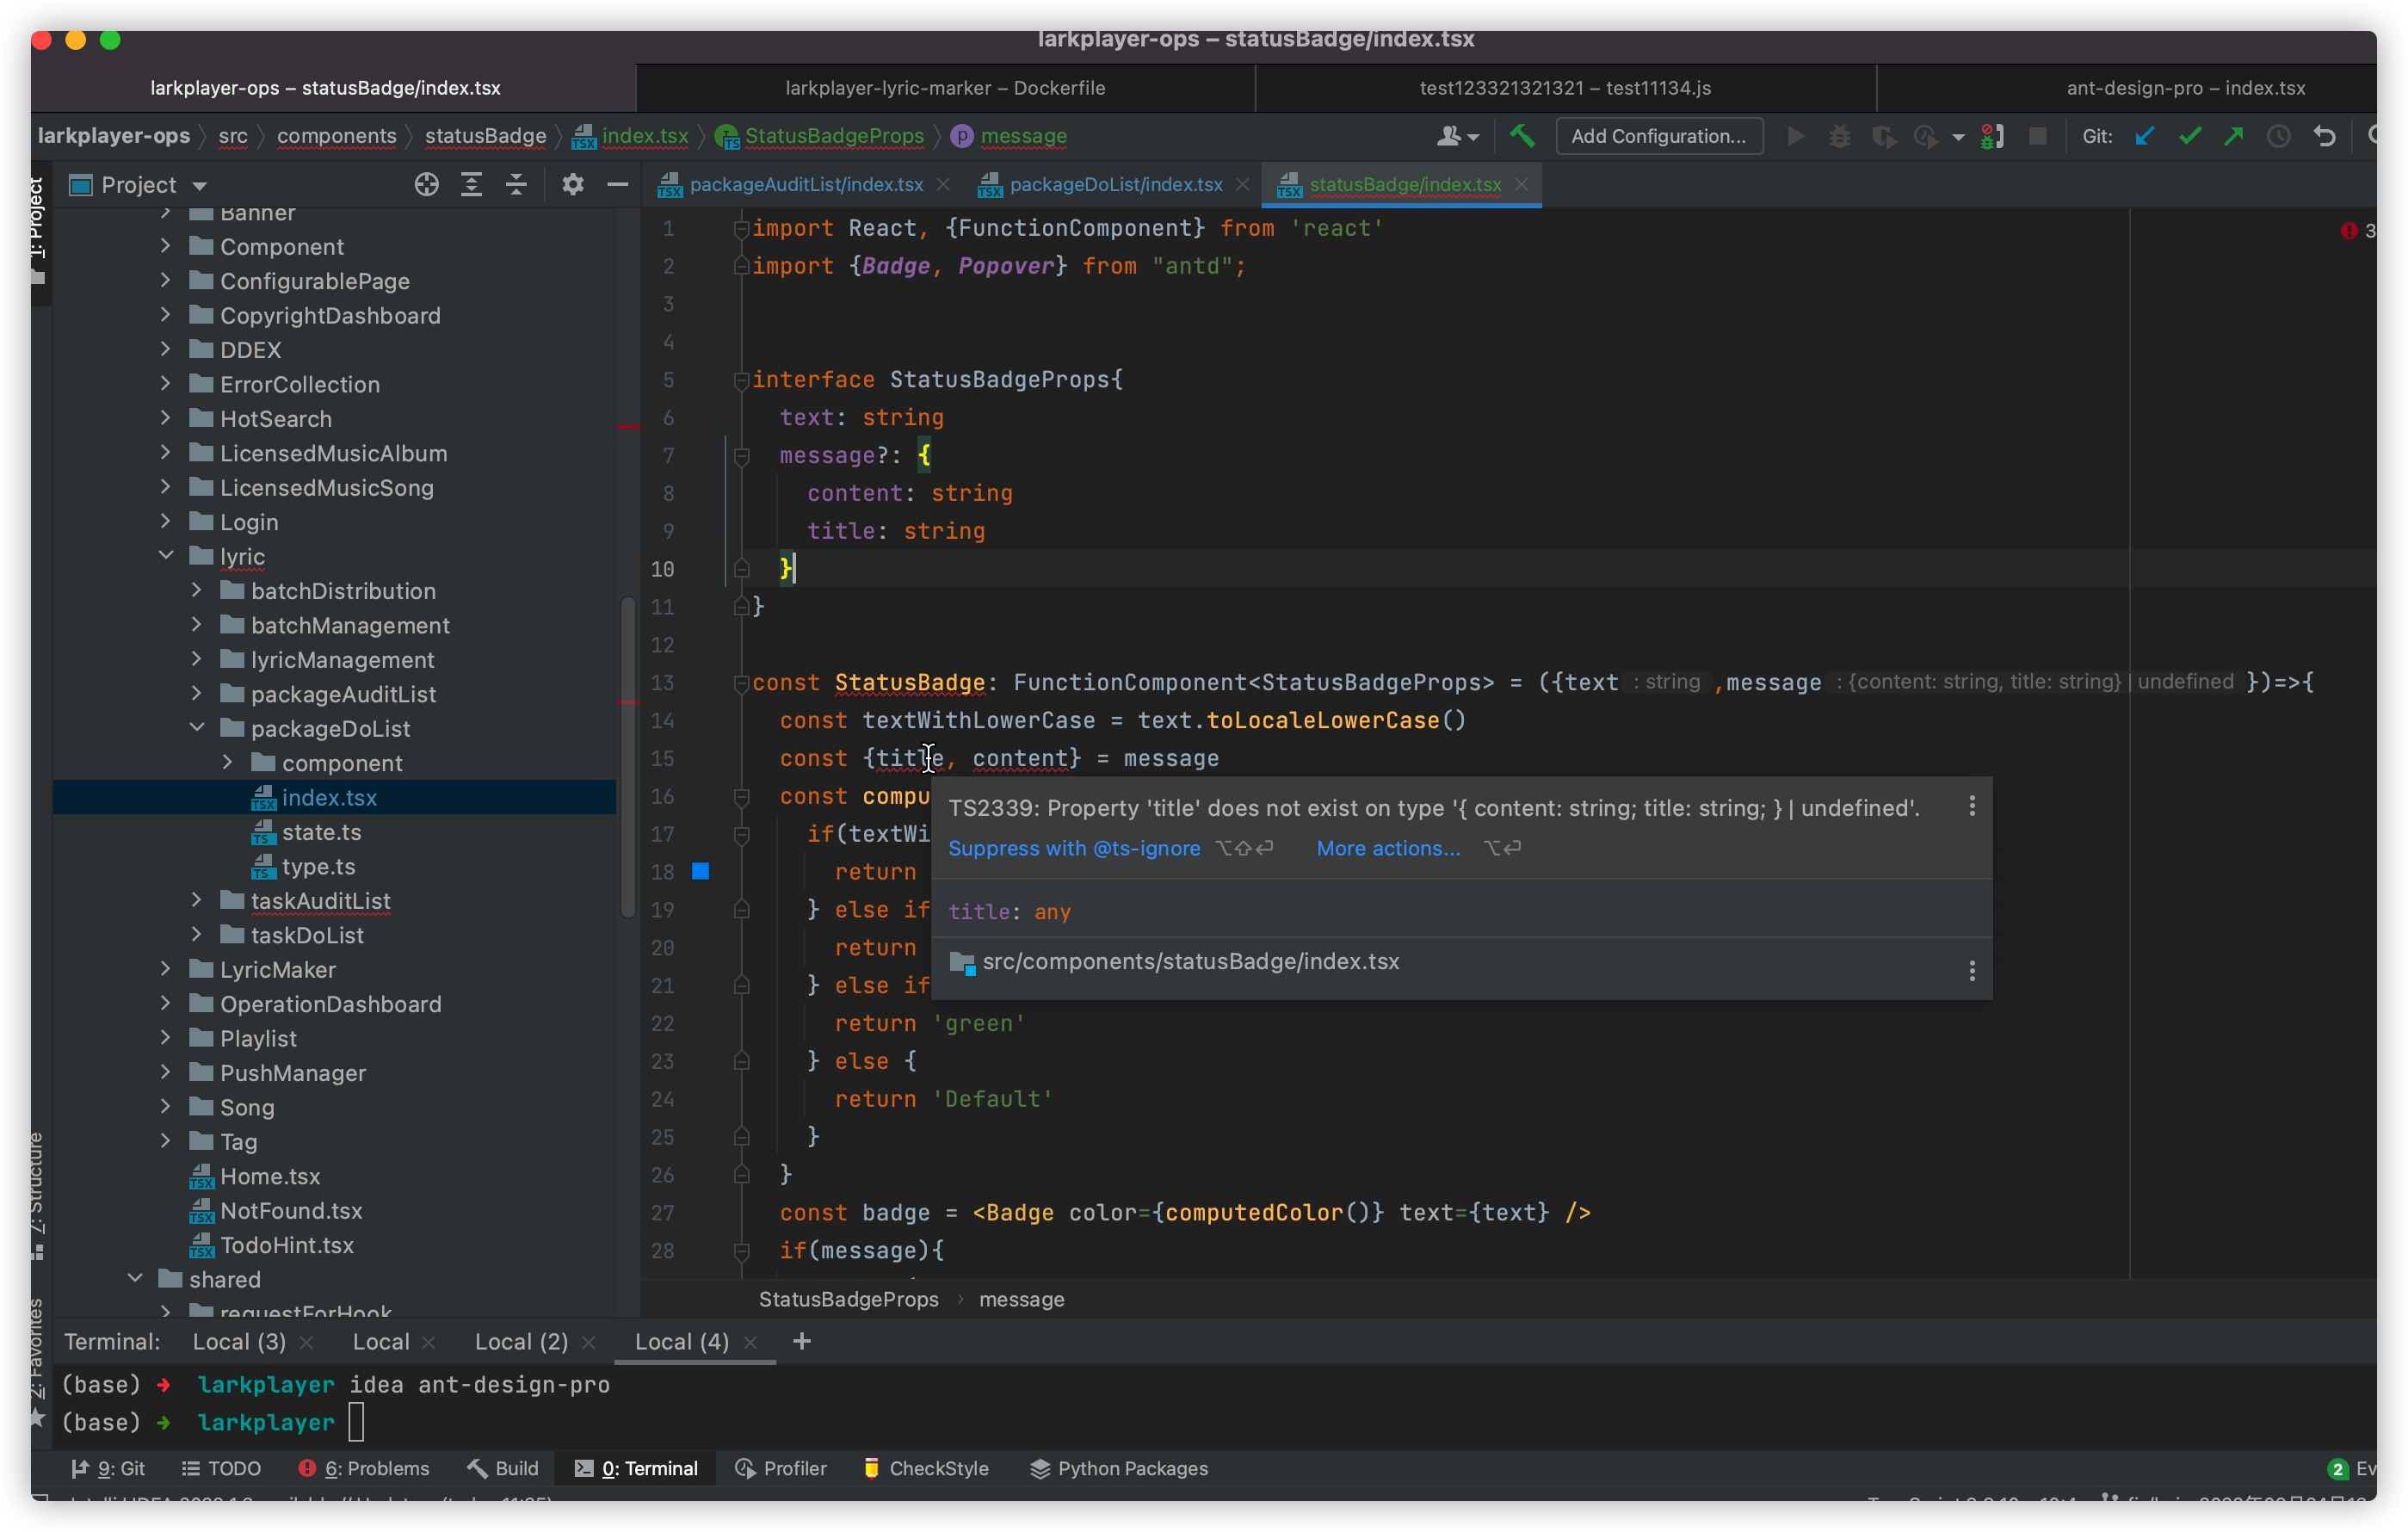 larkplayer-ops – statusBadge/index.tsx
larkplayer-ops – statusBadge/index.tsx
larkplayer-lyric-marker – Dockerfile
test123321321321 – test11134.js
ant-design-pro – index.tsx
larkplayer-ops src components statusBadge index.tsx StatusBadgeProps message
Add Configuration...
Git:
1: Project
Project
packageAuditList/index.tsx
packageDoList/index.tsx
statusBadge/index.tsx
Banner
Component
ConfigurablePage
CopyrightDashboard
DDEX
ErrorCollection
HotSearch
LicensedMusicAlbum
LicensedMusicSong
Login
lyric
batchDistribution
batchManagement
lyricManagement
packageAuditList
packageDoList
component
index.tsx
state.ts
type.ts
taskAuditList
taskDoList
LyricMaker
OperationDashboard
Playlist
PushManager
Song
Tag
Home.tsx
NotFound.tsx
TodoHint.tsx
shared
requestForHook
7: Structure
2: Favorites
3
1 import React, {FunctionComponent} from 'react'
2 import {Badge, Popover} from "antd";
3
4
5 interface StatusBadgeProps{
6 text: string
7 message?: {
8 content: string
9 title: string
10 }
11 }
12
13 const StatusBadge: FunctionComponent<StatusBadgeProps> = ({text : string ,message : {content: string, title: string} | undefined })=>{
14 const textWithLowerCase = text.toLocaleLowerCase()
15 const {title, content} = message
16 const compu
17 if(textWi
18 return
19 } else if
20 return
21 } else if
22 return 'green'
23 } else {
24 return 'Default'
25 }
26 }
27 const badge = <Badge color={computedColor()} text={text} />
28 if(message){
TS2339: Property 'title' does not exist on type '{ content: string; title: string; } | undefined'.
Suppress with @ts-ignore ⌥⇧⏎ More actions... ⌥⏎
title: any
src/components/statusBadge/index.tsx
StatusBadgeProps › message
Terminal: Local (3) Local Local (2) Local (4) +
(base) ➜ larkplayer idea ant-design-pro
(base) ➜ larkplayer
9: Git TODO 6: Problems Build 0: Terminal Profiler CheckStyle Python Packages 2 Ev